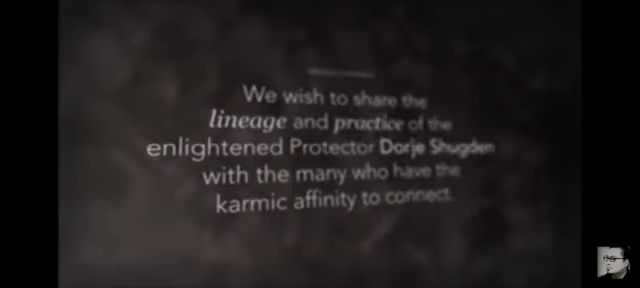 We wish to share the
lineage and practice of the
enlightened Protector Dorje Shugden
with the many who have the
karmic affinity to connect.